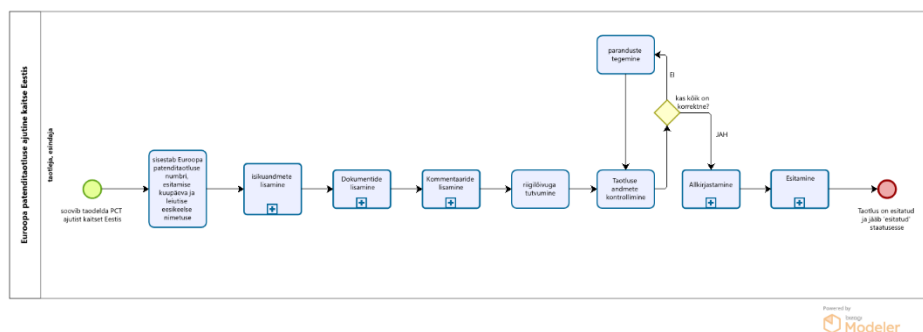 Euroopa patenditaotluse ajutine kaitse Eestis
taotleja, esindaja
soovib taodelda PCT
ajutist kaitset Eestis
sisestab Euroopa
patenditaotluse
numbri,
esitamise
kuupäeva ja
leiutise
eestikeelse
nimetuse
isikuandmete
lisamine
Dokumentide
lisamine
Kommentaaride
lisamine
riigilõivuga
tutvumine
Taotluse
andmete
kontrollimine
paranduste
tegemine
EI
kas kõik on
korrektne?
JAH
Allkirjastamine
Esitamine
Taotlus on esitatud
ja jääb 'esitatud'
staatusesse
Powered by
bizagi
Modeler